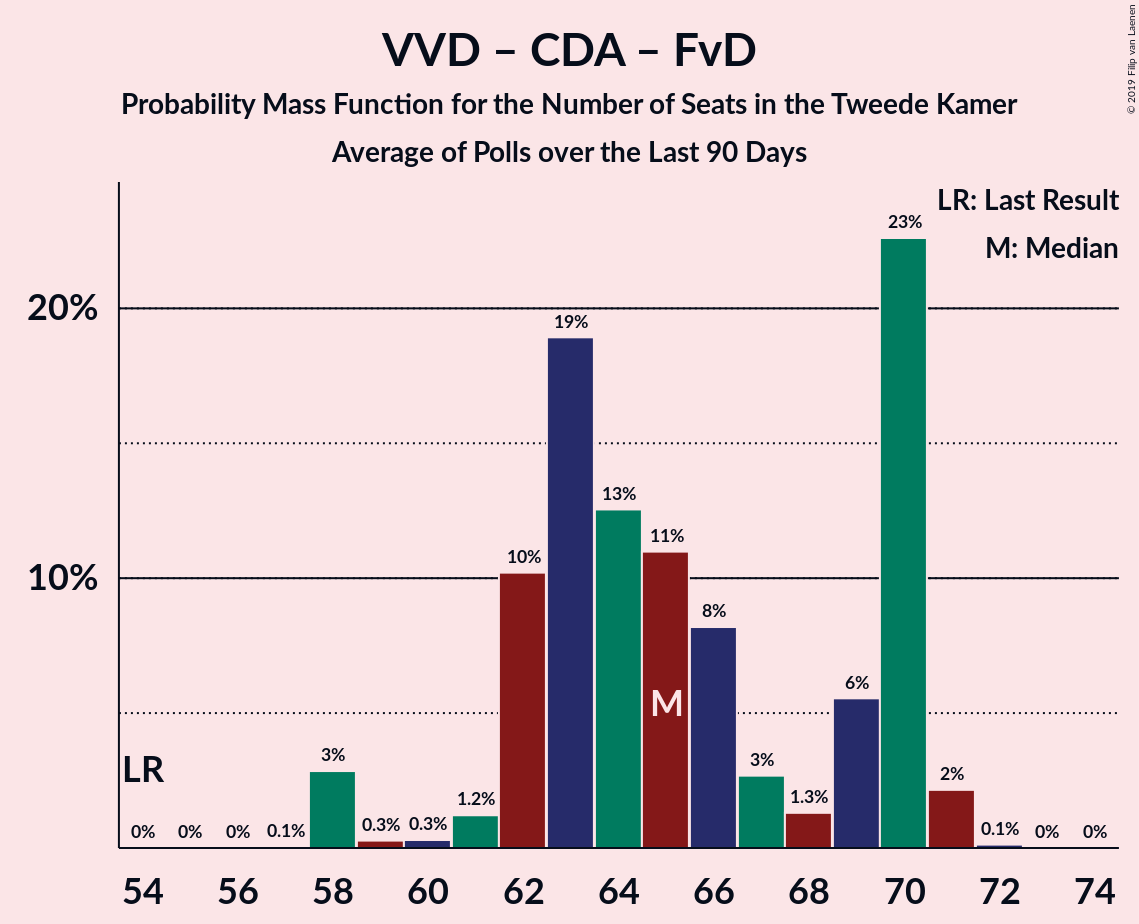 VVD – CDA – FvD
Probability Mass Function for the Number of Seats in the Tweede Kamer
Average of Polls over the Last 90 Days
© 2019 Filip van Laenen
LR: Last Result
M: Median
20%
10%
LR
M
0% 0% 0% 0.1% 3% 0.3% 0.3% 1.2% 10% 19% 13% 11% 8% 3% 1.3% 6% 23% 2% 0.1% 0% 0%
54 56 58 60 62 64 66 68 70 72 74